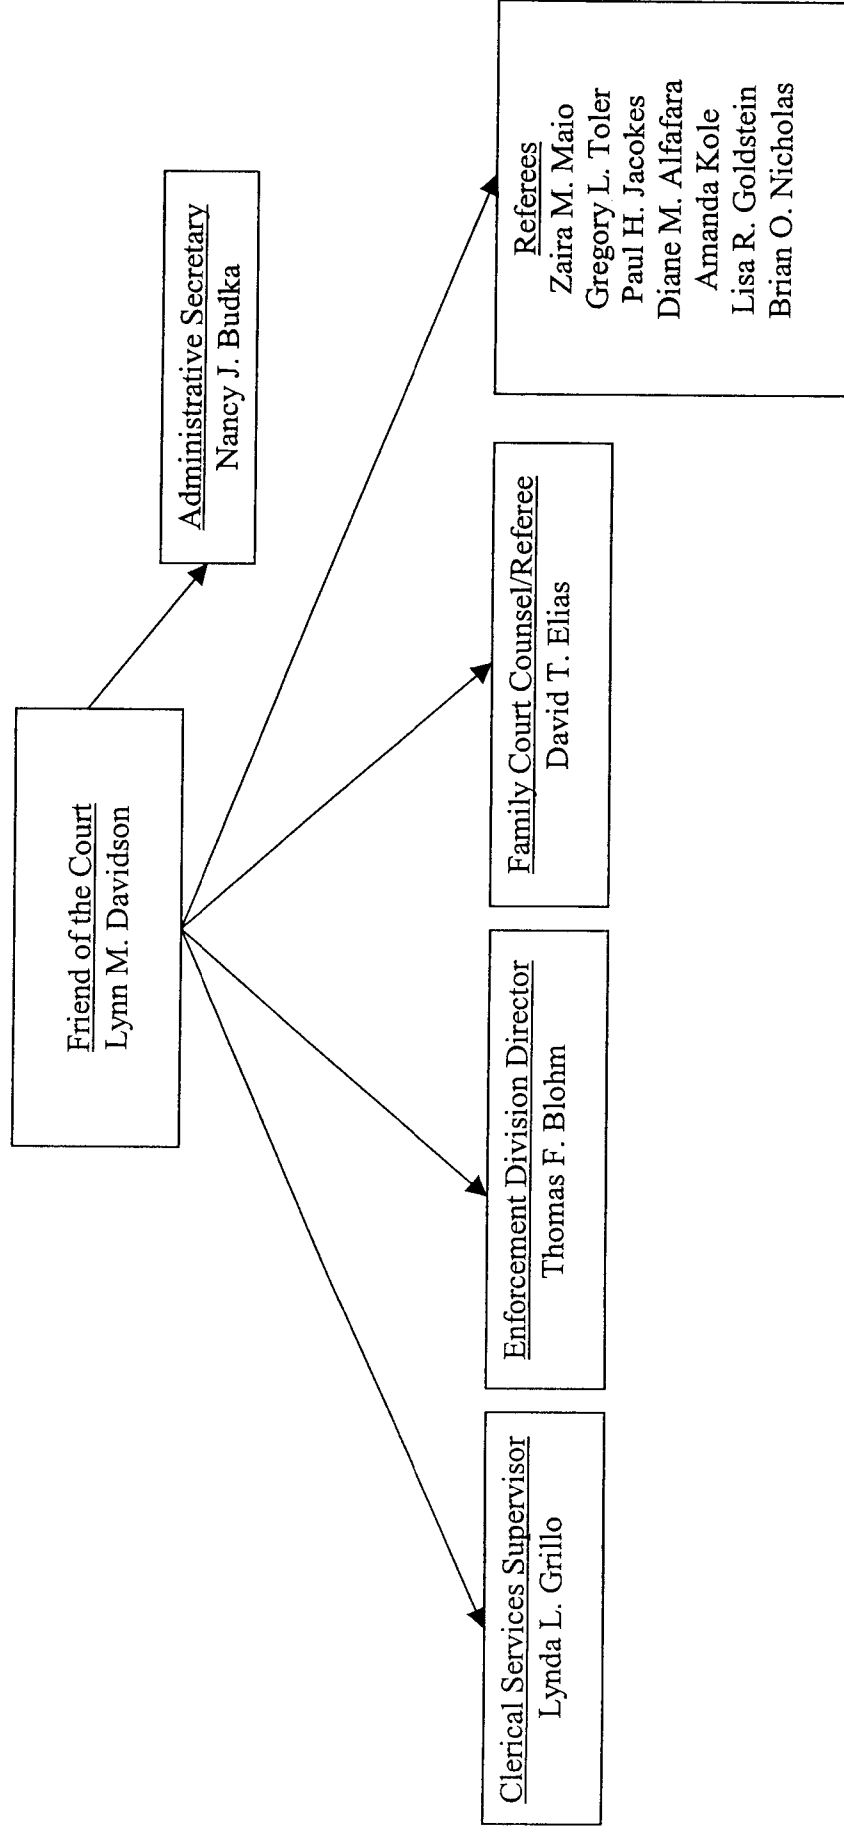 Friend of the Court
Lynn M. Davidson
Administrative Secretary
Nancy J. Budka
Clerical Services Supervisor
Lynda L. Grillo
Enforcement Division Director
Thomas F. Blohm
Family Court Counsel/Referee
David T. Elias
Referees
Zaira M. Maio
Gregory L. Toler
Paul H. Jacokes
Diane M. Alfafara
Amanda Kole
Lisa R. Goldstein
Brian O. Nicholas